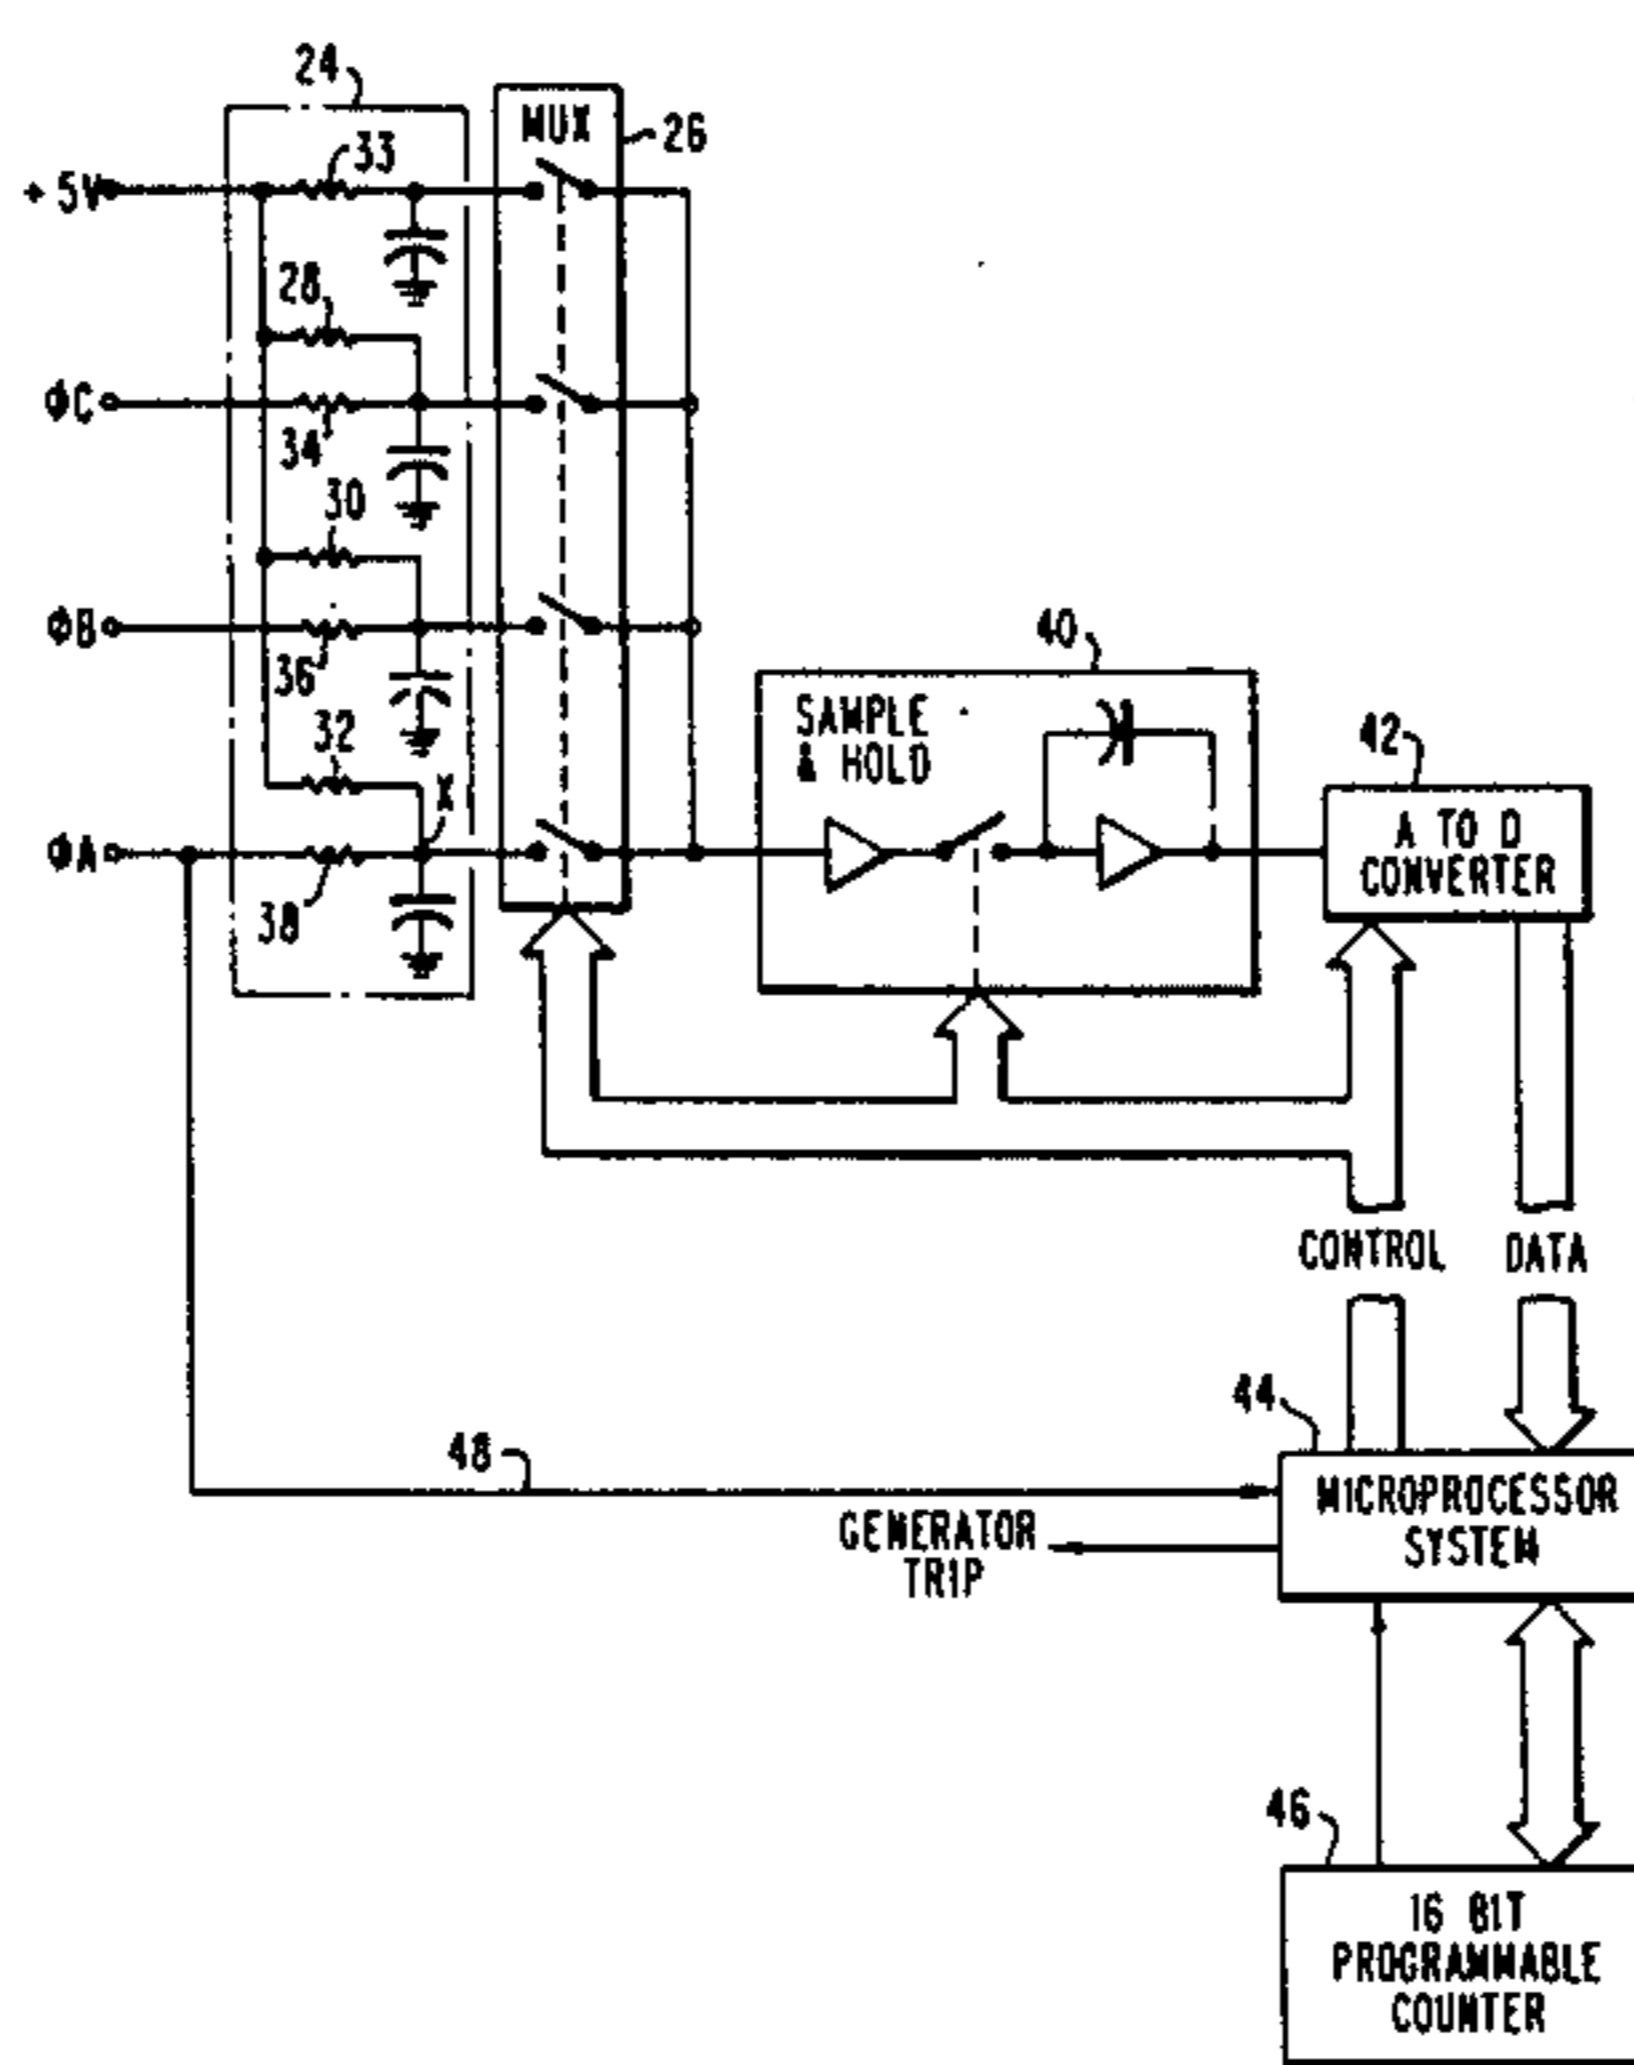 24
33
MUX
26
+ 5V
28
ΦC
34
30
ΦB
36
40
32
SAMPLE
& HOLD
42
X
ΦA
A TO D
CONVERTER
38
CONTROL
DATA
44
48
MICROPROCESSOR
SYSTEM
GENERATOR
TRIP
46
16 BIT
PROGRAMMABLE
COUNTER